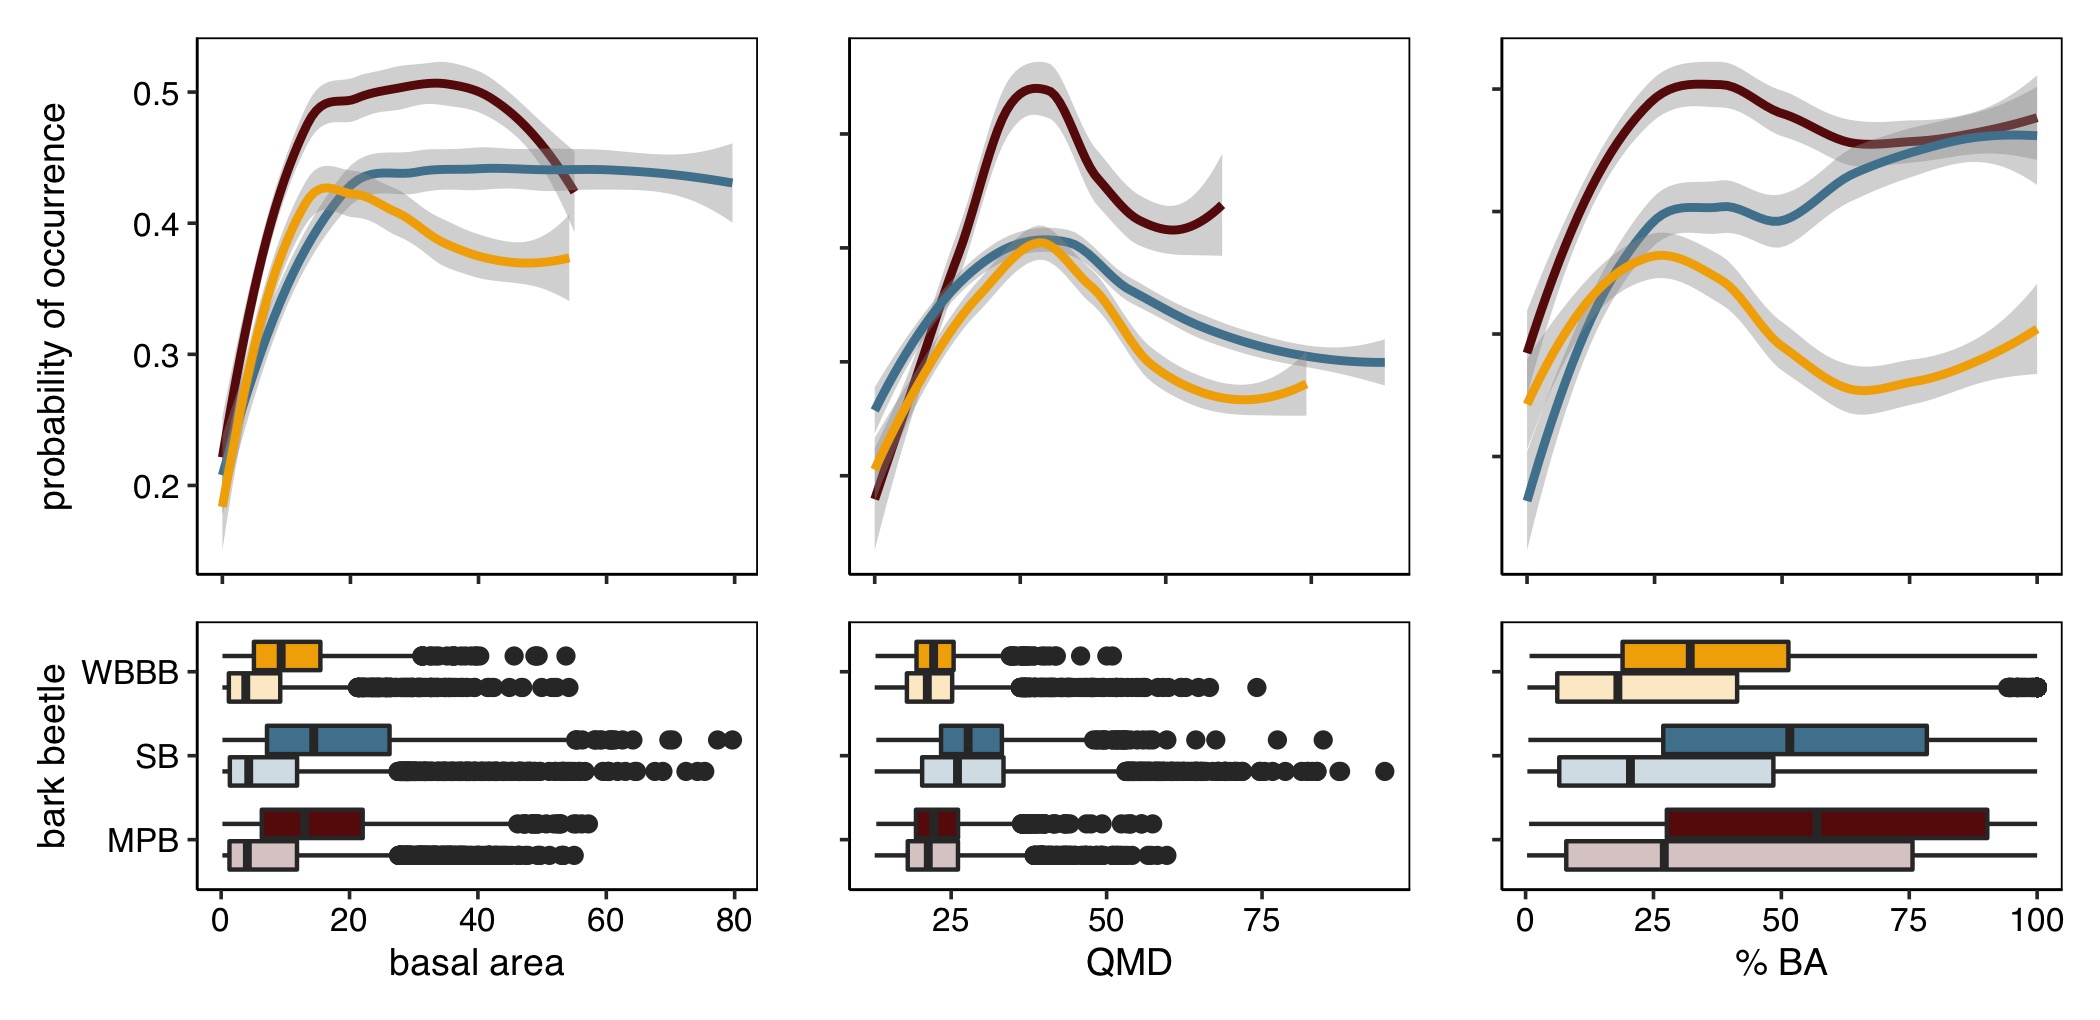 probability of occurrence
0.5
0.4
0.3
0.2
bark beetle
WBBB
SB
MPB
0 20 40 60 80
basal area
25 50 75
QMD
0 25 50 75 100
% BA